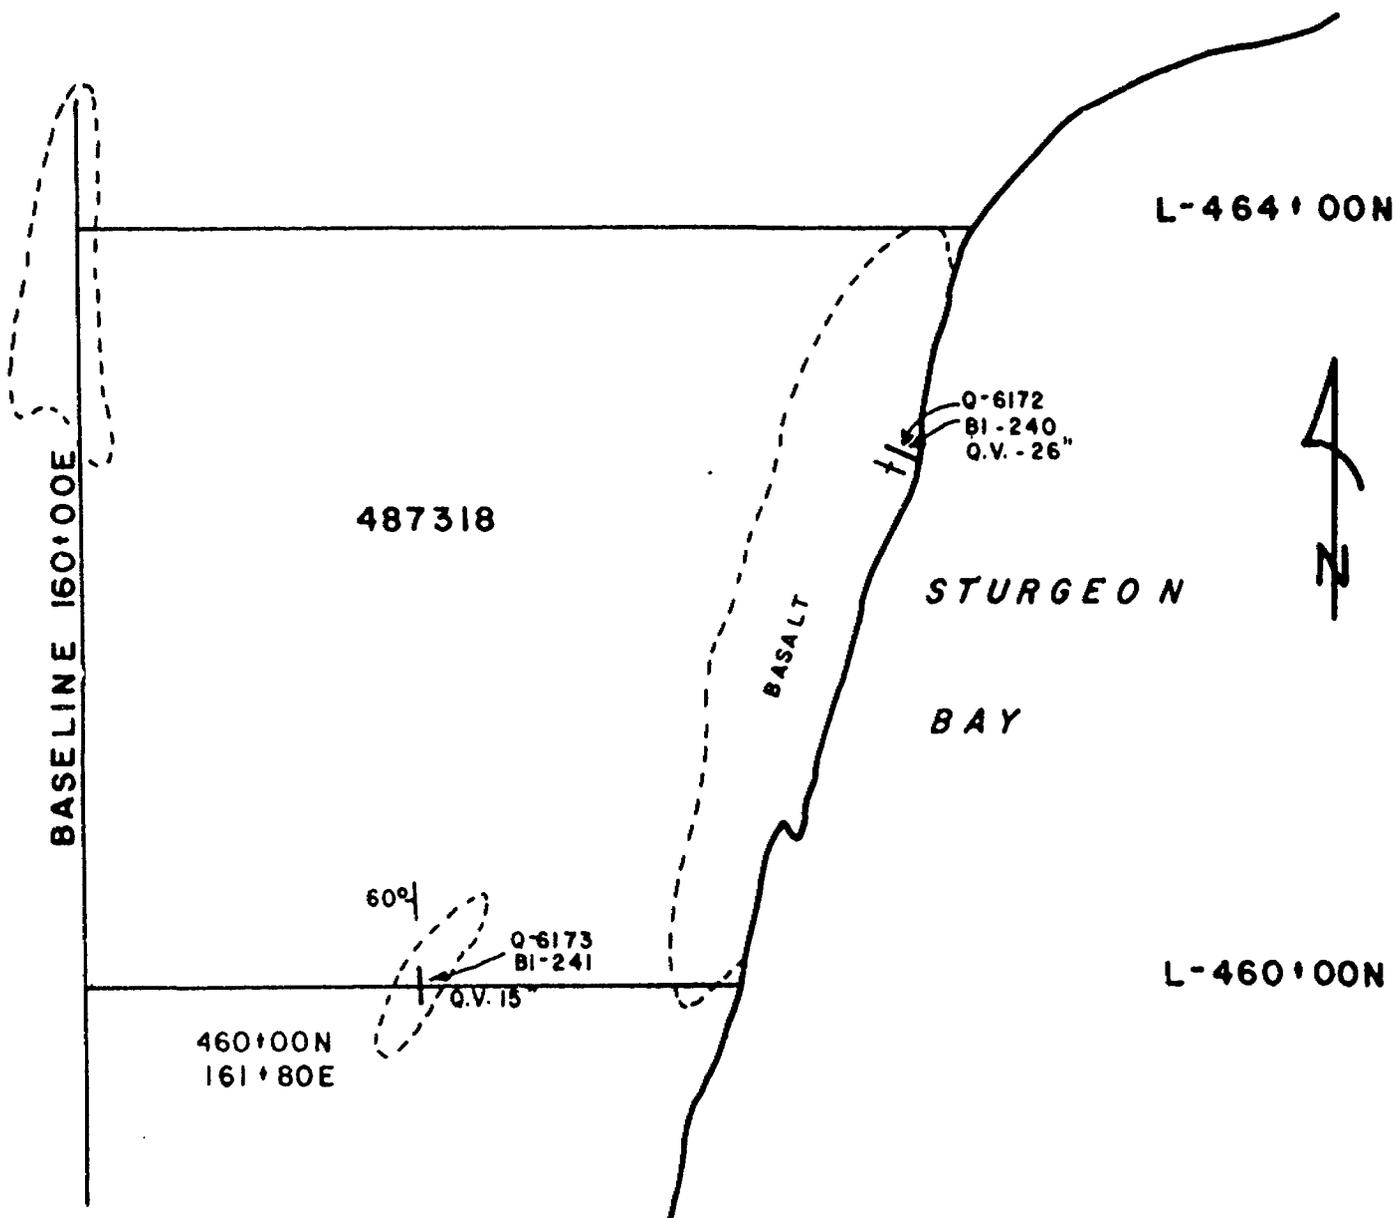 L-464+00N
Q-6172
BI-240
Q.V.-26"
487318
BASELINE 160+00E
STURGEON
BAY
BASALT
N
60°
Q-6173
BI-241
Q.V. 15"
L-460+00N
460+00N
161+80E